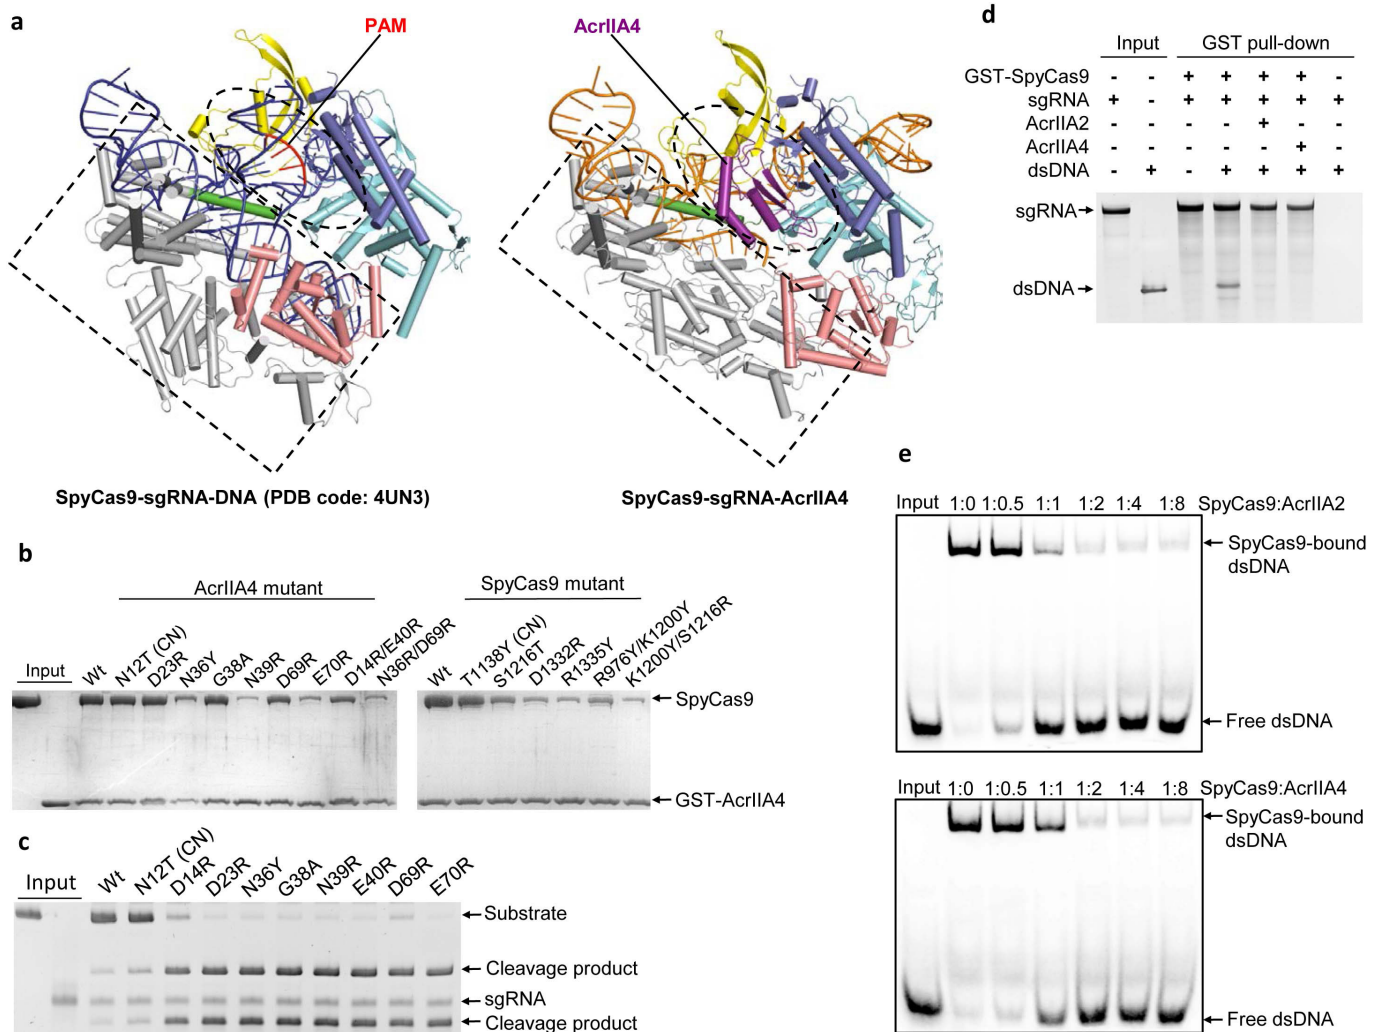 a
PAM
AcrIIA4
SpyCas9-sgRNA-DNA (PDB code: 4UN3)
SpyCas9-sgRNA-AcrIIA4
b
AcrIIA4 mutant
SpyCas9 mutant
Input
Wt
N12T (CN)
D23R
N36Y
G38A
N39R
D69R
E70R
D14R/E40R
N36R/D69R
Wt
T1138Y (CN)
S1216T
D1332R
R1335Y
R976Y/K1200Y
K1200Y/S1216R
SpyCas9
GST-AcrIIA4
c
Input
Wt
N12T (CN)
D14R
D23R
N36Y
G38A
N39R
E40R
D69R
E70R
Substrate
Cleavage product
sgRNA
Cleavage product
d
Input GST pull-down
GST-SpyCas9 - - + + + + -
sgRNA + - + + + + +
AcrIIA2 - - - - + - -
AcrIIA4 - - - - - + -
dsDNA - + - + + + +
sgRNA
dsDNA
e
Input 1:0 1:0.5 1:1 1:2 1:4 1:8 SpyCas9:AcrIIA2
SpyCas9-bound
dsDNA
Free dsDNA
Input 1:0 1:0.5 1:1 1:2 1:4 1:8 SpyCas9:AcrIIA4
SpyCas9-bound
dsDNA
Free dsDNA